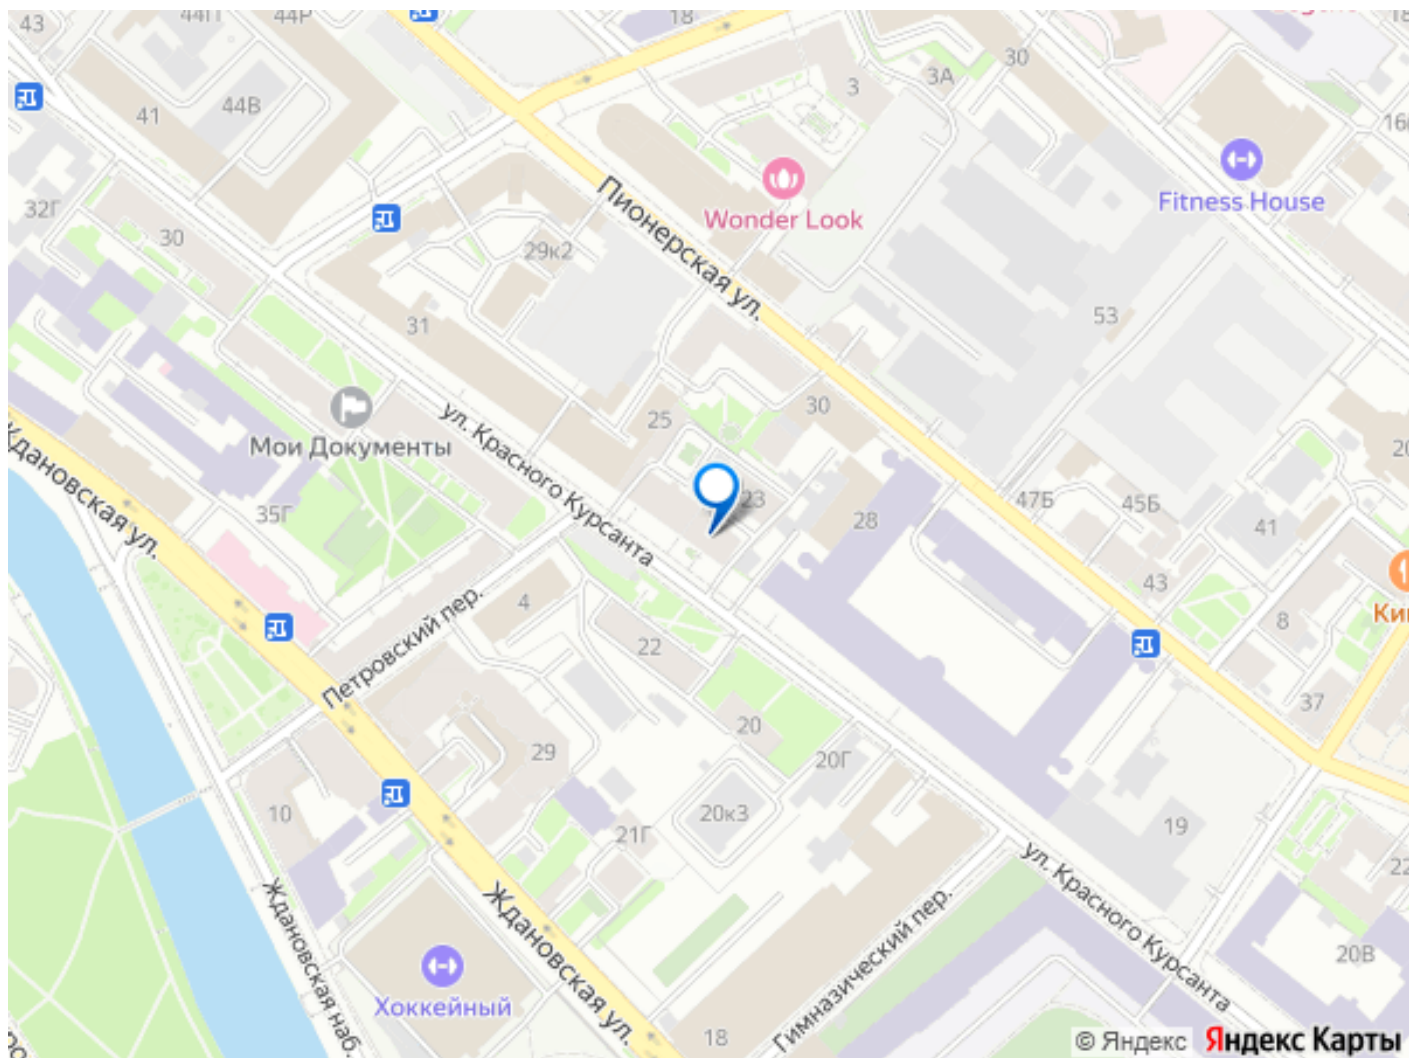 44П
44Р
18
43
30
3А
3
44В
41
16
Fitness House
Wonder Look
Пионерская ул.
32Г
30
29к2
53
31
30
25
ул. Красного Курсанта
Мои Документы
23
28
47Б
45Б
41
20
Ждановская ул.
35Г
43
8
Ки
4
Петровский пер.
22
37
20
29
20Г
10
20к3
21Г
19
22
ул. Красного Курсанта
Ждановская ул.
Гимназический пер.
Ждановская наб.
20В
Хоккейный
18
© Яндекс
Яндекс Карты